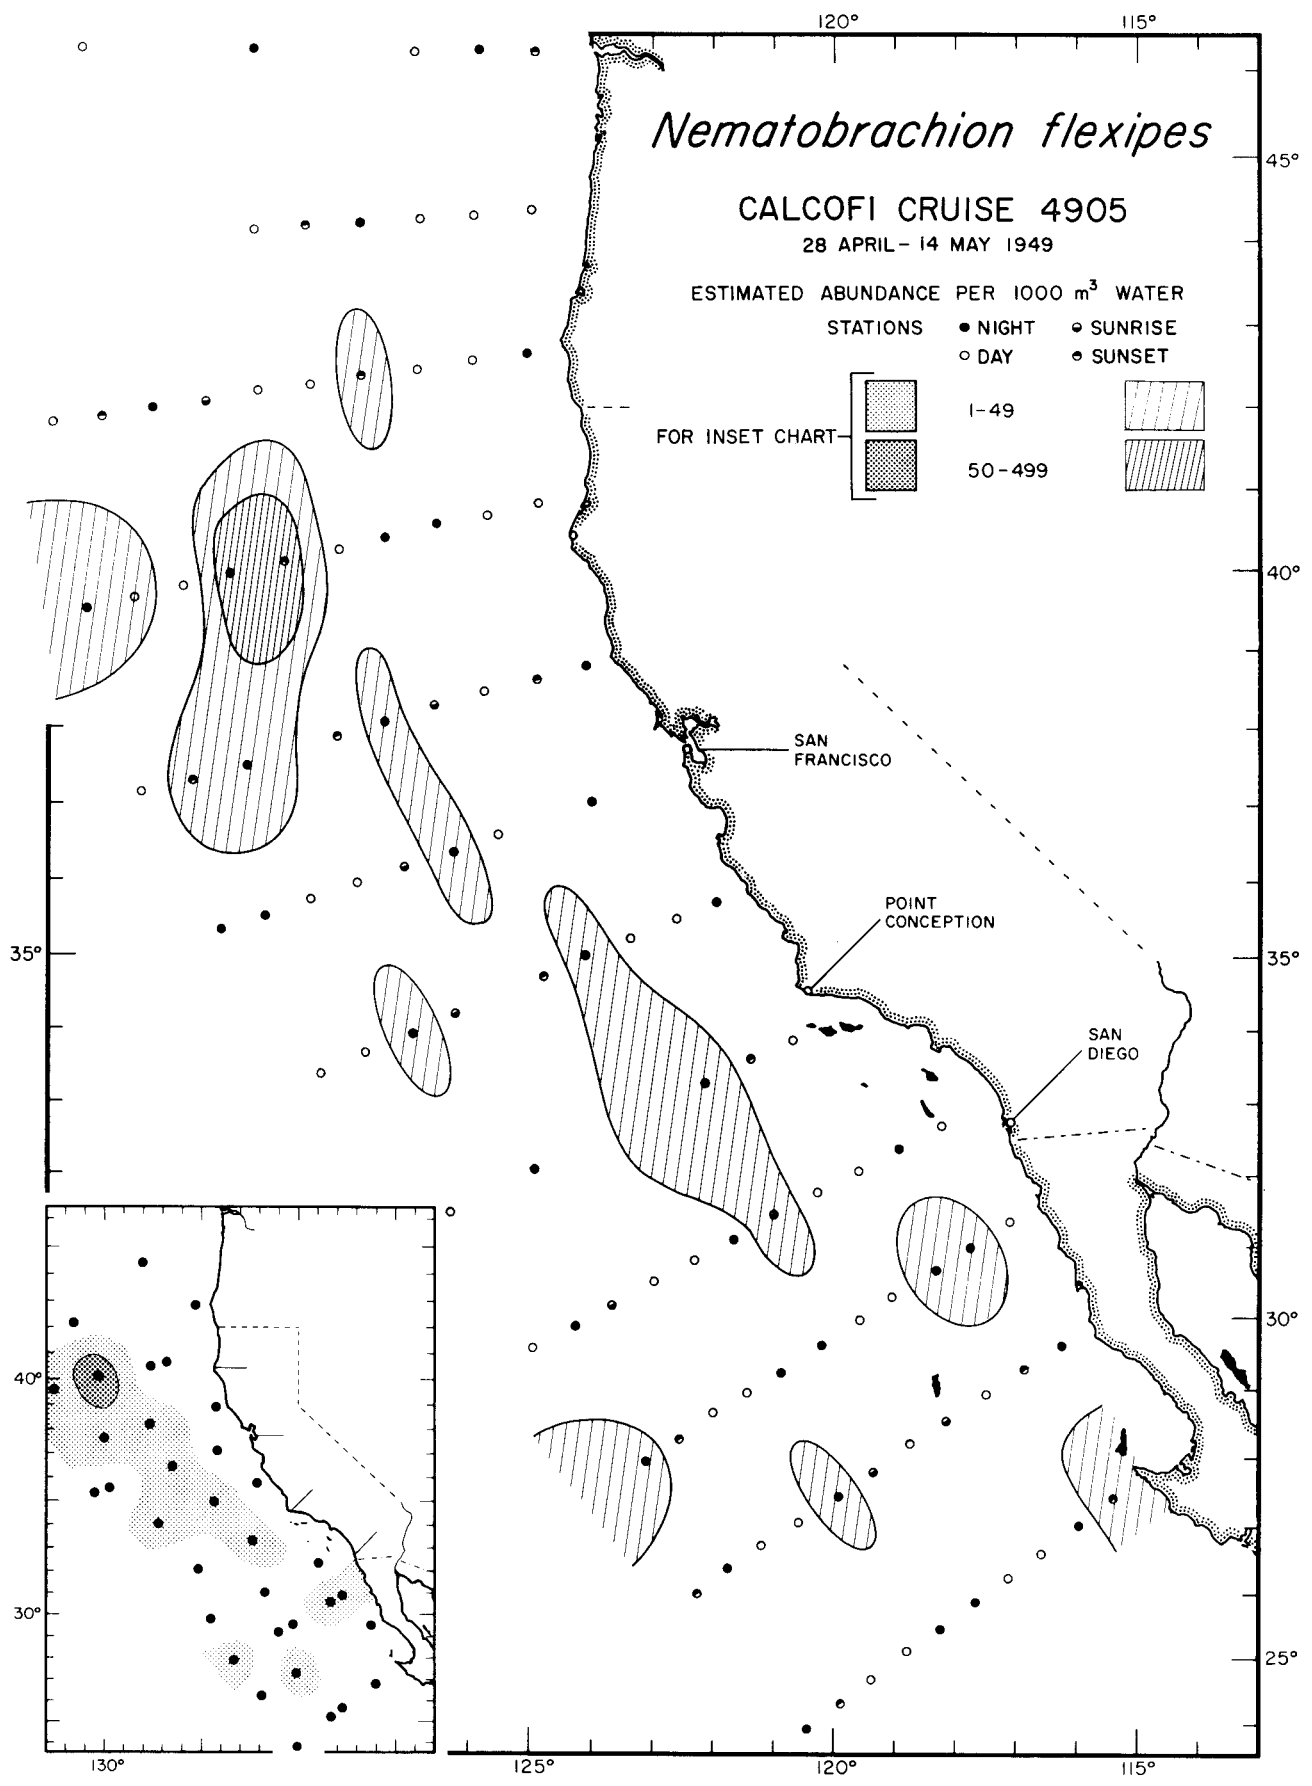 120° 115°
Nematobrachion flexipes
45°
CALCOFI CRUISE 4905
28 APRIL – 14 MAY 1949
ESTIMATED ABUNDANCE PER 1000 m³ WATER
STATIONS NIGHT SUNRISE
DAY SUNSET
1-49
FOR INSET CHART
50-499
40°
SAN
FRANCISCO
POINT
CONCEPTION
35° 35°
SAN
DIEGO
30°
40°
30°
25°
130° 125° 120° 115°